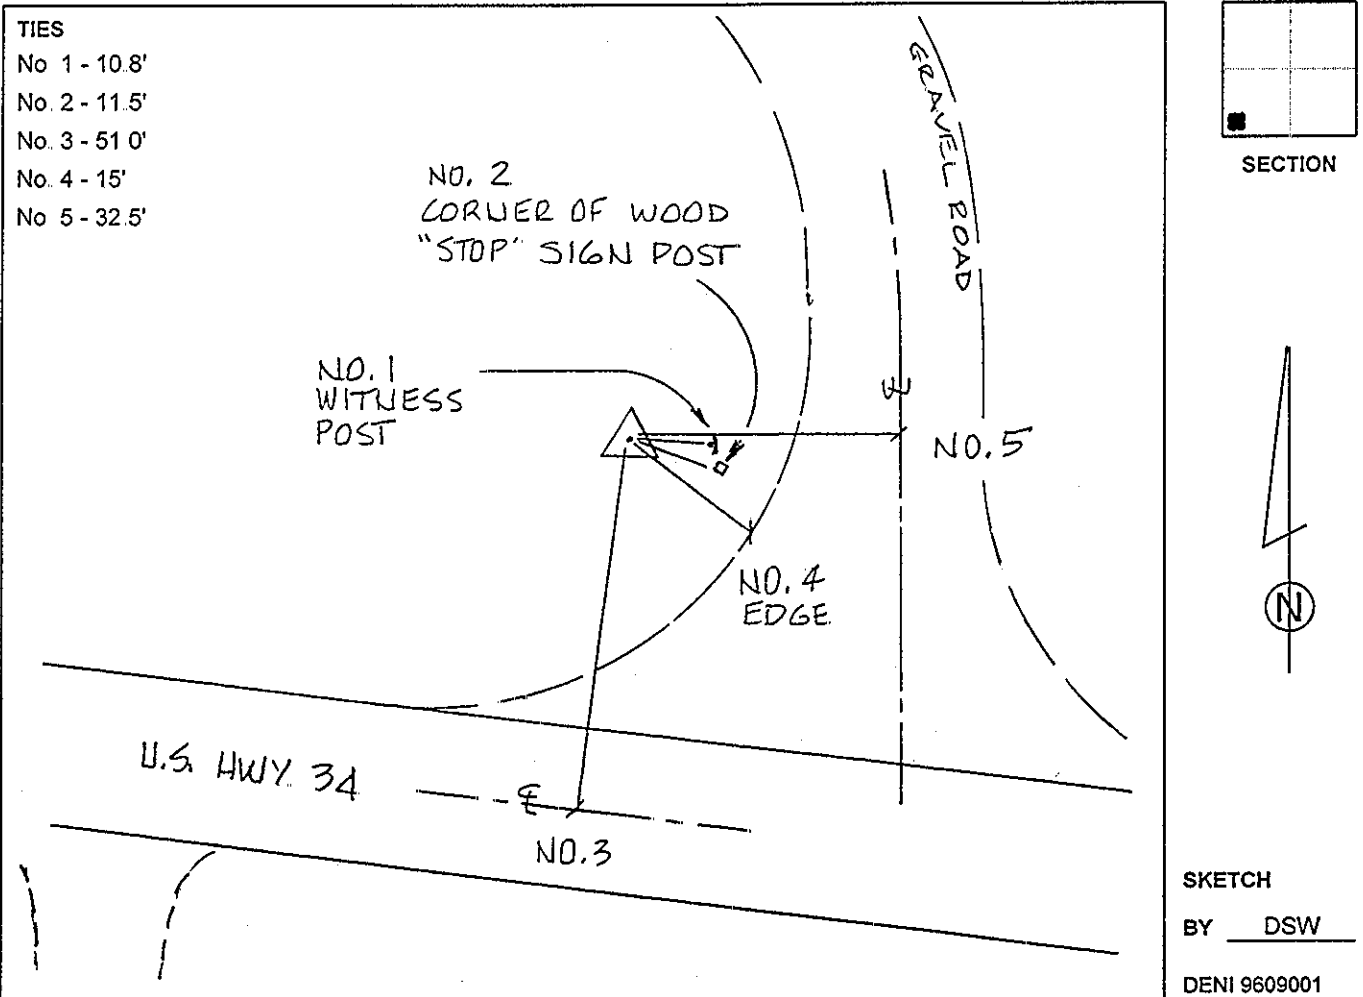 TIES
No 1 - 10.8'
No. 2 - 11.5'
No. 3 - 51 0'
No. 4 - 15'
No 5 - 32.5'
NO. 2
CORNER OF WOOD
"STOP" SIGN POST
GRAVEL ROAD
NO. 1
WITNESS
POST
NO. 5
NO. 4
EDGE
U.S. HWY. 34
℄
NO. 3
SECTION
N
SKETCH
BY DSW
DENI 9609001